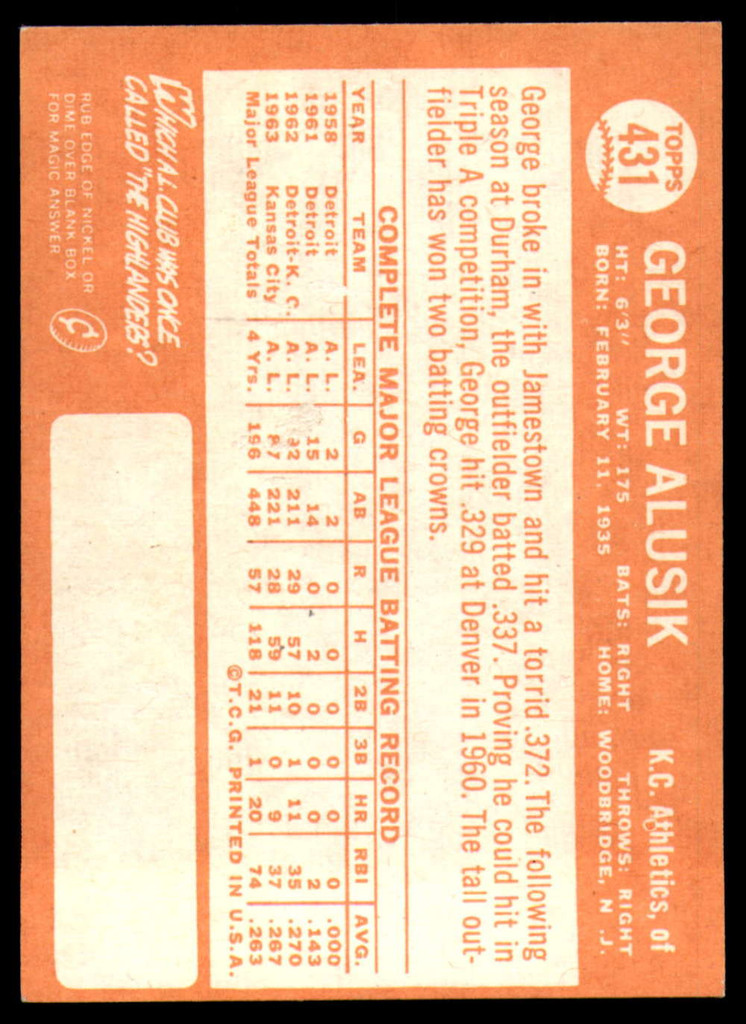 TOPPS
431
GEORGE ALUSIK K.C. Athletics, of
HT: 6'3" WT: 175 BATS: RIGHT THROWS: RIGHT
BORN: FEBRUARY 11, 1935 HOME: WOODBRIDGE, N.J.
George broke in with Jamestown and hit a torrid .372. The following
season at Durham, the outfielder batted .337. Proving he could hit in
Triple A competition, George hit .329 at Denver in 1960. The tall out-
fielder has won two batting crowns.
COMPLETE MAJOR LEAGUE BATTING RECORD
YEAR TEAM LEA. G AB R H 2B 3B HR RBI AVG.
1958 Detroit A. L. 2 2 0 0 0 0 0 0 .000
1961 Detroit A. L. 15 14 0 2 0 0 0 2 .143
1962 Detroit-K. C. A. L. 92 211 29 57 10 1 11 35 .270
1963 Kansas City A. L. 87 221 28 59 11 0 9 37 .267
Major League Totals 4 Yrs. 196 448 57 118 21 1 20 74 .263
©T.C.G. PRINTED IN U.S.A.
WHICH A.L. CLUB WAS ONCE
CALLED "THE HIGHLANDERS?
RUB EDGE OF NICKEL OR
DIME OVER BLANK BOX
FOR MAGIC ANSWER